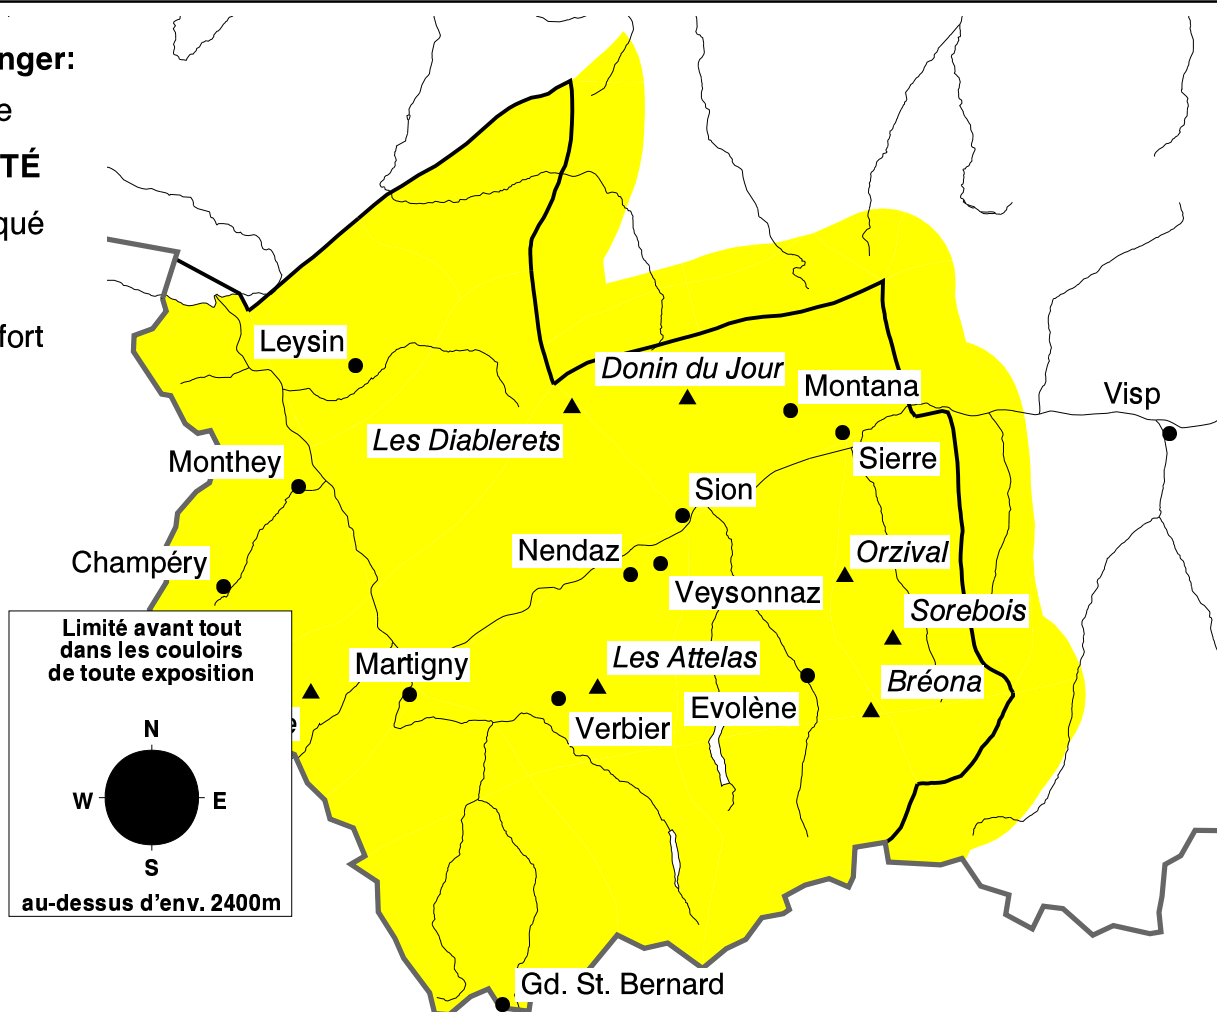 nger:
e
TÉ
qué
fort
Leysin
Donin du Jour
Montana
Visp
Les Diablerets
Sierre
Monthey
Sion
Nendaz
Orzival
Champéry
Veysonnaz
Sorebois
Limité avant tout
dans les couloirs
de toute exposition
Martigny
Les Attelas
Bréona
e
Verbier
Evolène
N
W E
S
au-dessus d'env. 2400m
Gd. St. Bernard